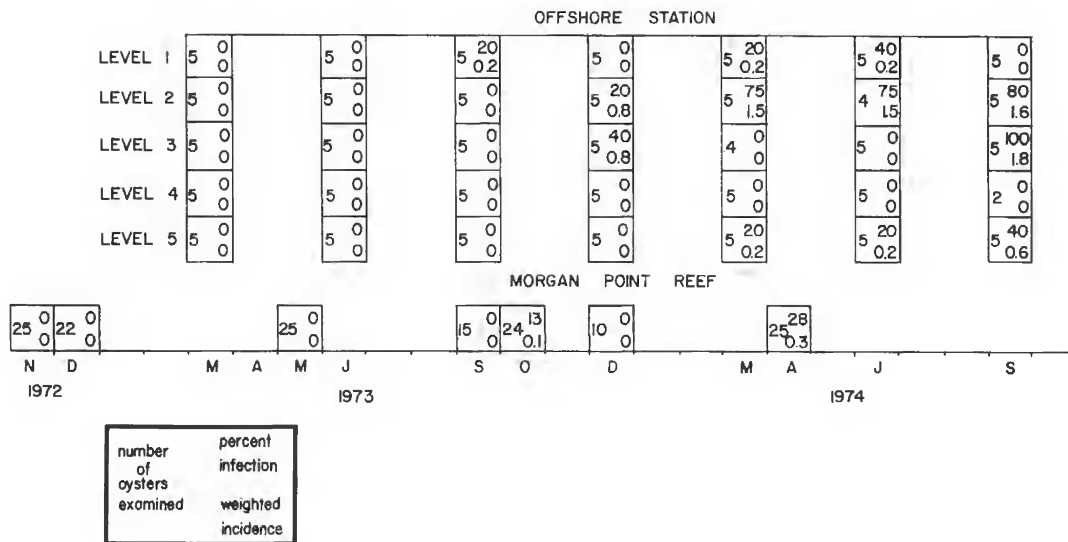 OFFSHORE STATION
LEVEL 1 5 0 0 5 0 0 5 20 0.2 5 0 0 5 20 0.2 5 40 0.2 5 0 0
LEVEL 2 5 0 0 5 0 0 5 0 0 5 20 0.8 5 75 1.5 4 75 1.5 5 80 1.6
LEVEL 3 5 0 0 5 0 0 5 0 0 5 40 0.8 4 0 0 5 0 0 5 100 1.8
LEVEL 4 5 0 0 5 0 0 5 0 0 5 0 0 5 0 0 5 0 0 2 0 0
LEVEL 5 5 0 0 5 0 0 5 0 0 5 0 0 5 20 0.2 5 20 0.2 5 40 0.6
MORGAN POINT REEF
25 0 0 22 0 0 25 0 0 15 0 0 24 13 0.1 10 0 0 25 28 0.3
N D M A M J S O D M A J S
1972 1973 1974
number of oysters examined
percent infection
weighted incidence